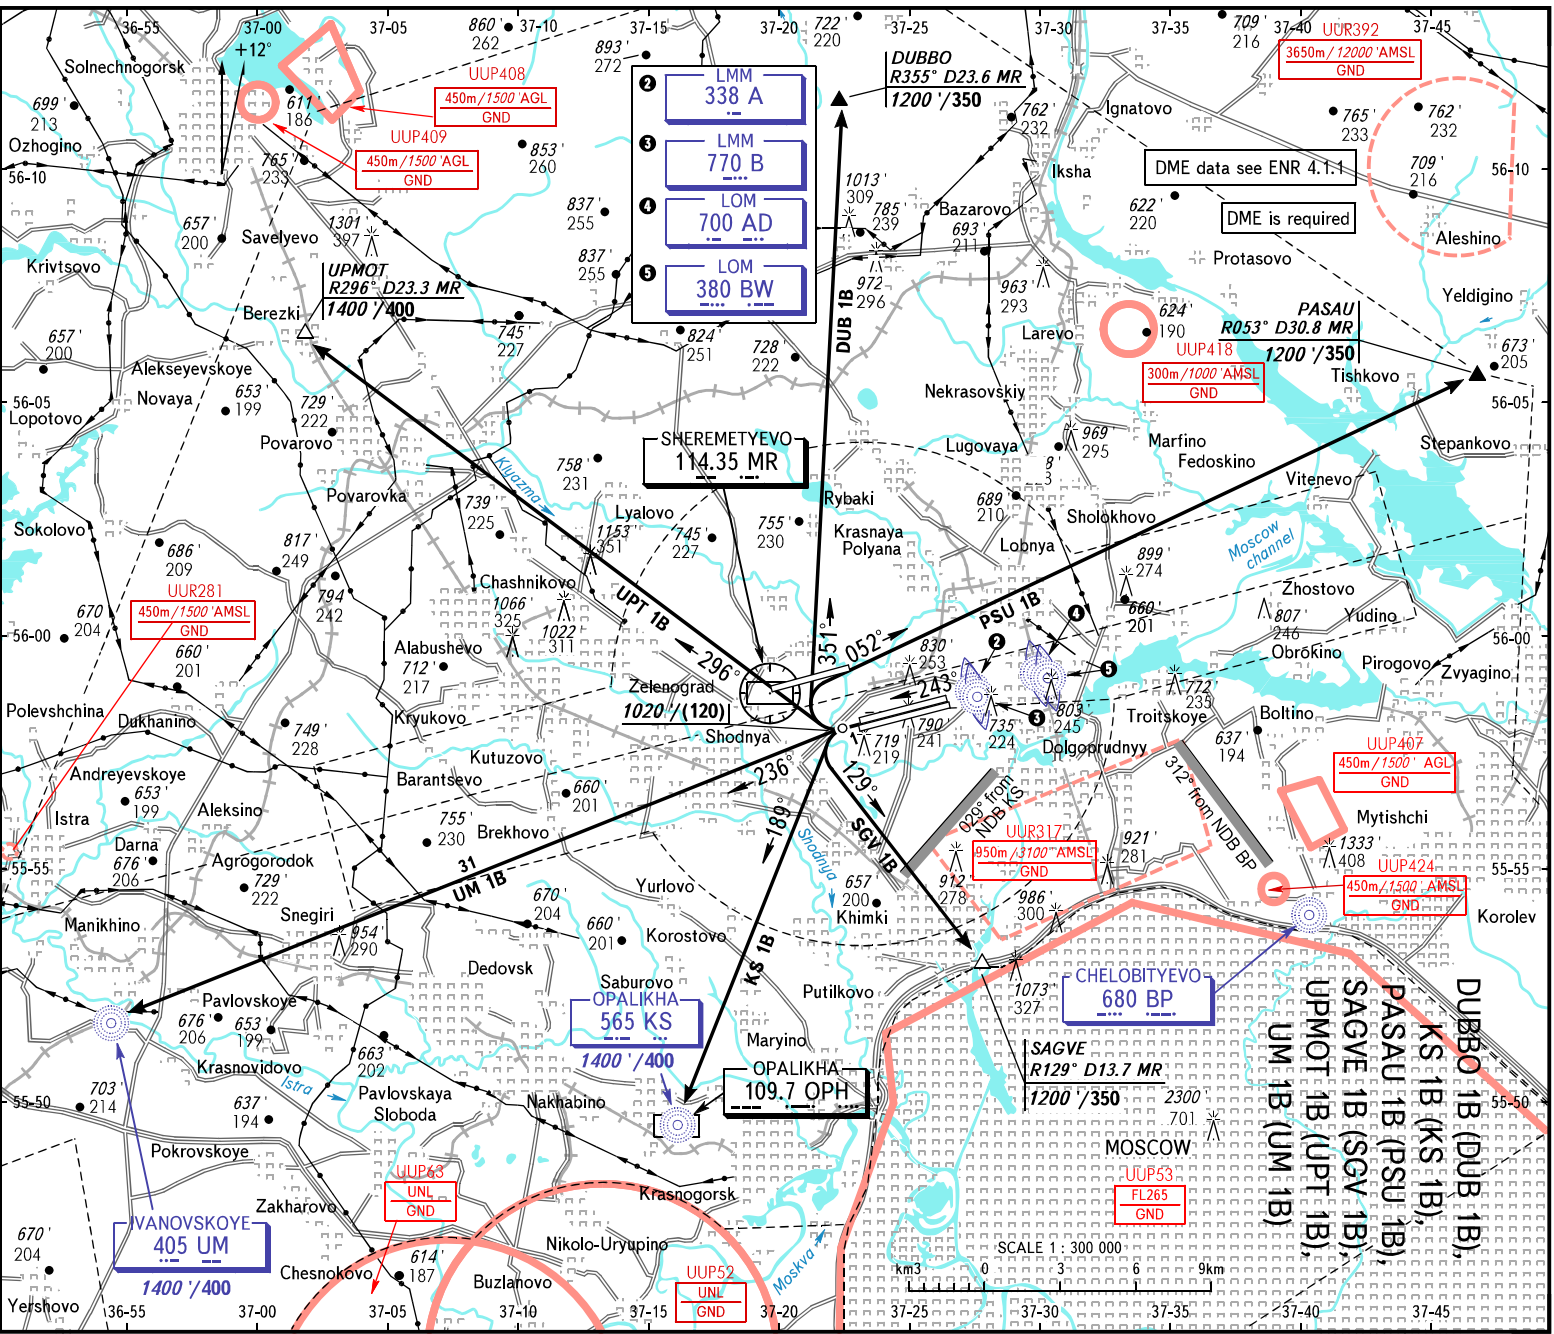 36-55
37-00
37-05
37-10
37-15
37-20
37-25
37-30
37-35
37-40
37-45
+12°
Solnechnogorsk
699'
213
Ozhogino
56-10
611'
186
UUP408
450m/1500'AGL
GND
UUP409
450m/1500'AGL
GND
860'
262
893'
272
722'
220
709'
216
UUR392
3650m/12000'AMSL
GND
DUBBO
R355° D23.6 MR
1200'/350
762'
232
Ignatovo
765'
233
762'
232
709'
216
56-10
❷
LMM
338 A
❸
LMM
770 B
❹
LOM
700 AD
❺
LOM
380 BW
765'
233
853'
260
837'
255
837'
255
657'
200
Savelyevo
1301'
397
Krivtsovo
UPMOT
R296° D23.3 MR
1400'/400
Berezki
745'
227
824'
251
728'
222
1013'
309
785'
239
972'
296
Bazarovo
693'
211
963'
293
Iksha
DME data see ENR 4.1.1
DME is required
622'
220
Protasovo
Aleshino
Yeldigino
624'
190
Larevo
UUP418
300m/1000'AMSL
GND
PASAU
R053° D30.8 MR
1200'/350
Tishkovo
673'
205
56-05
657'
200
Alekseyevskoye
Novaya
653'
199
56-05
Lopotovo
729'
222
Povarovo
Povarovka
DUB 1B
Nekrasovskiy
Lugovaya
969'
295
Marfino
Fedoskino
Vitenevo
Stepankovo
SHEREMETYEVO
114.35 MR
Klyazma
758'
231
739'
225
Lyalovo
1153'
351
745'
227
755'
230
Rybaki
Krasnaya
Polyana
689'
210
Sholokhovo
Lobnya
899'
274
Moscow
channel
Sokolovo
686'
209
817'
249
794'
242
UUR281
450m/1500'AMSL
GND
670'
204
56-00
660'
201
Chashnikovo
1066'
325
1022'
311
UPT 1B
296°
351°
052°
PSU 1B
830'
253
243°
❷
❹
❺
❸
660'
201
Zhostovo
807'
246
Yudino
56-00
Obrokino
Pirogovo
Zvyagino
Alabushevo
712'
217
Zelenograd
1020'/(120)
Shodnya
Kryukovo
Polevshchina
Dukhanino
749'
228
Kutuzovo
Barantsevo
719'
219
790'
241
735'
224
803'
245
Dolgoprudnyy
Troitskoye
772'
235
Boltino
637'
194
UUP407
450m/1500' AGL
GND
Andreyevskoye
653'
199
Aleksino
Istra
Darna
676'
206
55-55
Agrogorodok
729'
222
755'
230
Brekhovo
660'
201
236°
189°
129°
SGV 1B
Shodnya
029° from
NDB KS
312° from NDB BP
UUR317
950m/3100'AMSL
GND
Mytishchi
1333'
408
921'
281
UUP424
450m/1500' AMSL
GND
55-55
Korolev
31
UM 1B
Manikhino
Snegiri
954'
290
670'
204
660'
201
Yurlovo
Korostovo
657'
200
Khimki
912'
278
986'
300
Dedovsk
Saburovo
OPALIKHA
565 KS
1400'/400
KS 1B
Putilkovo
1073'
327
CHELOBITYEVO
680 BP
Pavlovskoye
676'
206
653'
199
Krasnovidovo
Istra
663'
202
Maryino
OPALIKHA
109.7 OPH
SAGVE
R129° D13.7 MR
1200'/350
2300'
701
55-50
703'
214
637'
194
Pavlovskaya
Sloboda
Nakhabino
55-50
Pokrovskoye
UUP63
UNL
GND
Krasnogorsk
MOSCOW
UUP53
FL265
GND
Zakharovo
IVANOVSKOYE
405 UM
1400'/400
670'
204
Yershovo
Chesnokovo
614'
187
Buzlanovo
Nikolo-Uryupino
UUP52
UNL
GND
Moskva
SCALE 1 : 300 000
km3
0
3
6
9km
DUBBO 1B (DUB 1B),
KS 1B (KS 1B),
PASAU 1B (PSU 1B),
SAGVE 1B (SGV 1B),
UPMOT 1B (UPT 1B),
UM 1B (UM 1B)
36-55
37-00
37-05
37-10
37-15
37-20
37-25
37-30
37-35
37-40
37-45